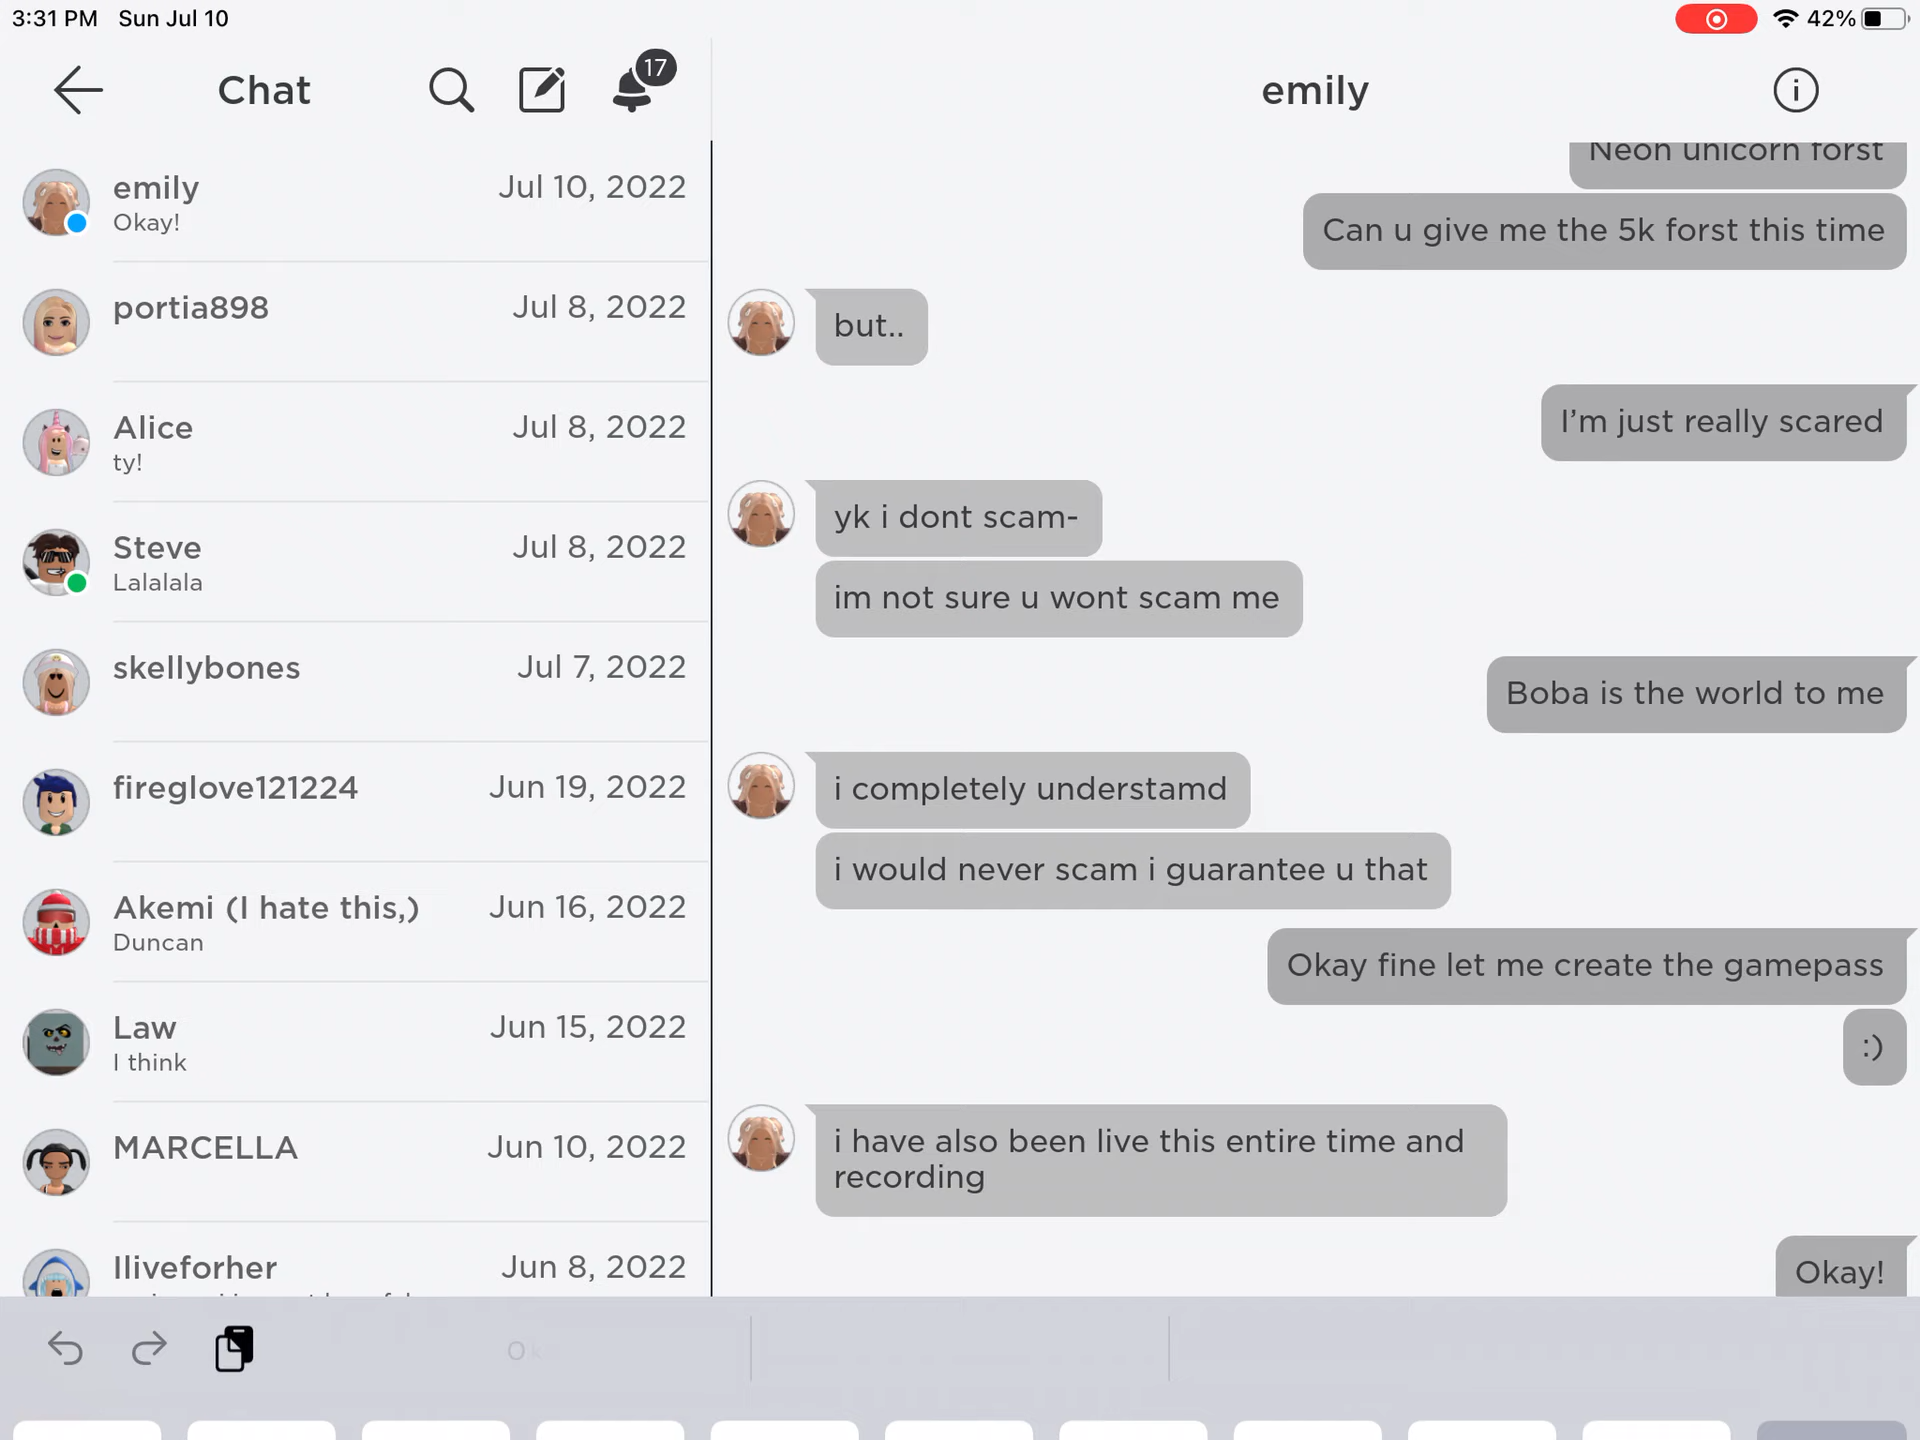 3:31 PM Sun Jul 10
42%
Chat
17
emily
emily
Jul 10, 2022
Okay!
portia898
Jul 8, 2022
Alice
Jul 8, 2022
ty!
Steve
Jul 8, 2022
Lalalala
skellybones
Jul 7, 2022
fireglove121224
Jun 19, 2022
Akemi (I hate this,)
Jun 16, 2022
Duncan
Law
Jun 15, 2022
I think
MARCELLA
Jun 10, 2022
Iliveforher
Jun 8, 2022
Neon unicorn forst
Can u give me the 5k forst this time
but..
I’m just really scared
yk i dont scam-
im not sure u wont scam me
Boba is the world to me
i completely understamd
i would never scam i guarantee u that
Okay fine let me create the gamepass
:)
i have also been live this entire time and
recording
Okay!